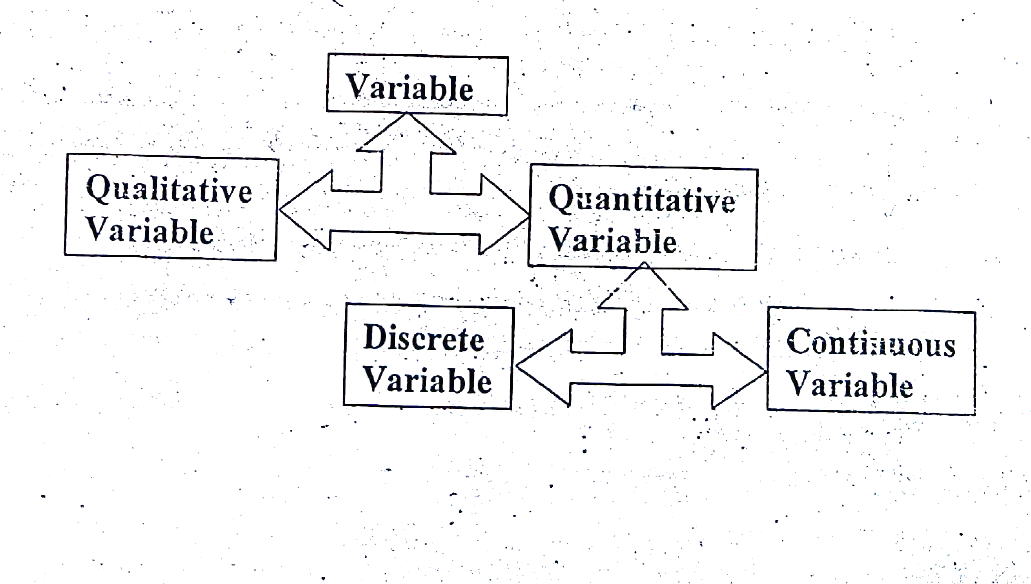 Variable
Qualitative
Variable
Quantitative
Variable
Discrete
Variable
Continuous
Variable